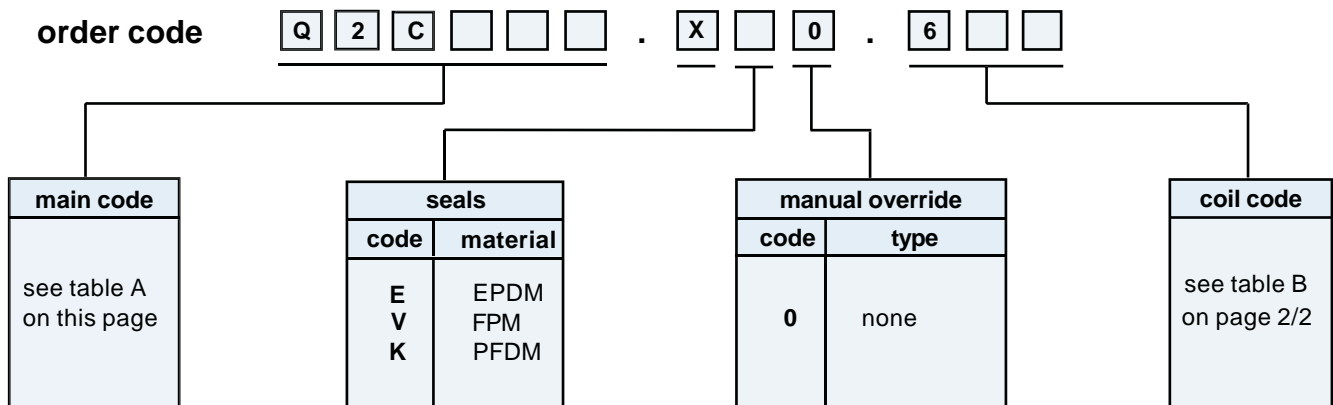 order code Q 2 C . X 0 . 6
main code
see table A
on this page
seals
code material
E EPDM
V FPM
K PFDM
manual override
code type
0 none
coil code
see table B
on page 2/2